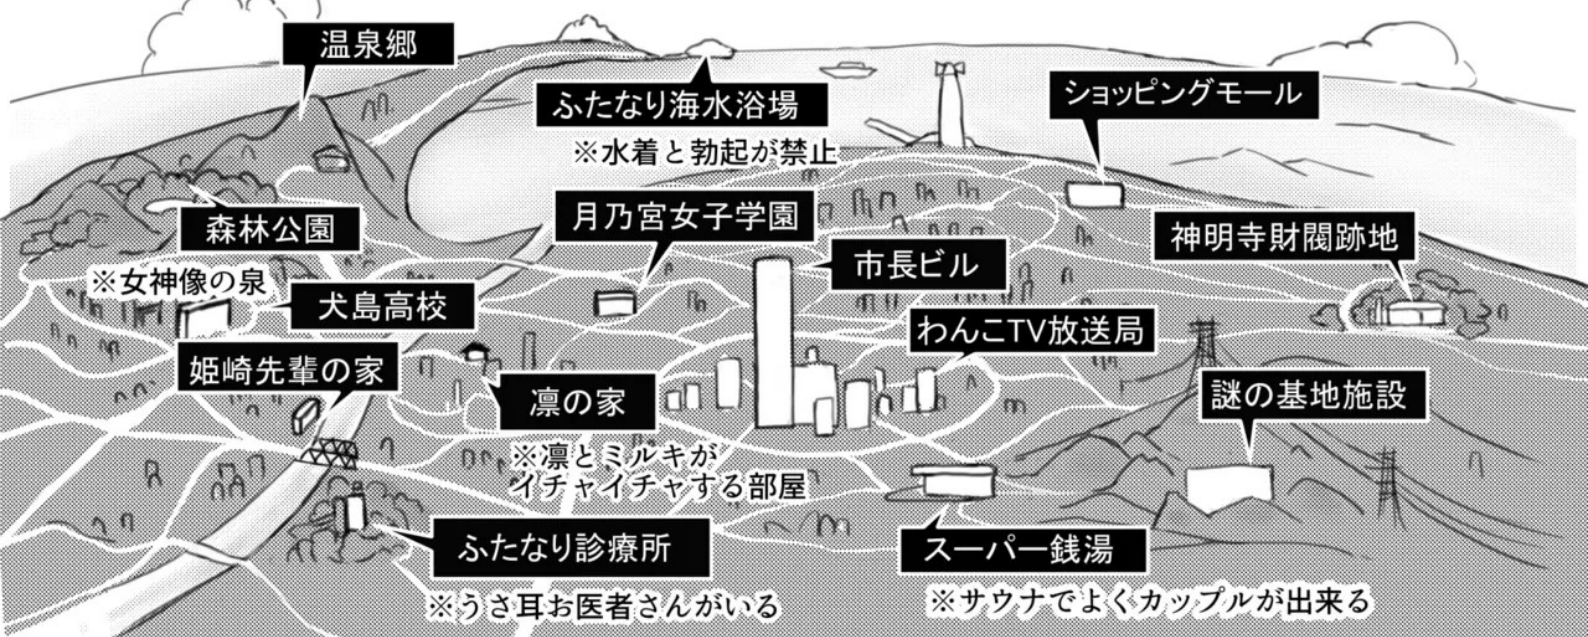 温泉郷
ふたなり海水浴場
※水着と勃起が禁止
ショッピングモール
森林公園
※女神像の泉
月乃宮女子学園
神明寺財閥跡地
市長ビル
犬島高校
わんこTV放送局
姫崎先輩の家
凛の家
※凛とミルキが
イチャイチャする部屋
謎の基地施設
ふたなり診療所
※うさ耳お医者さんがいる
スーパー銭湯
※サウナでよくカップルが出来る